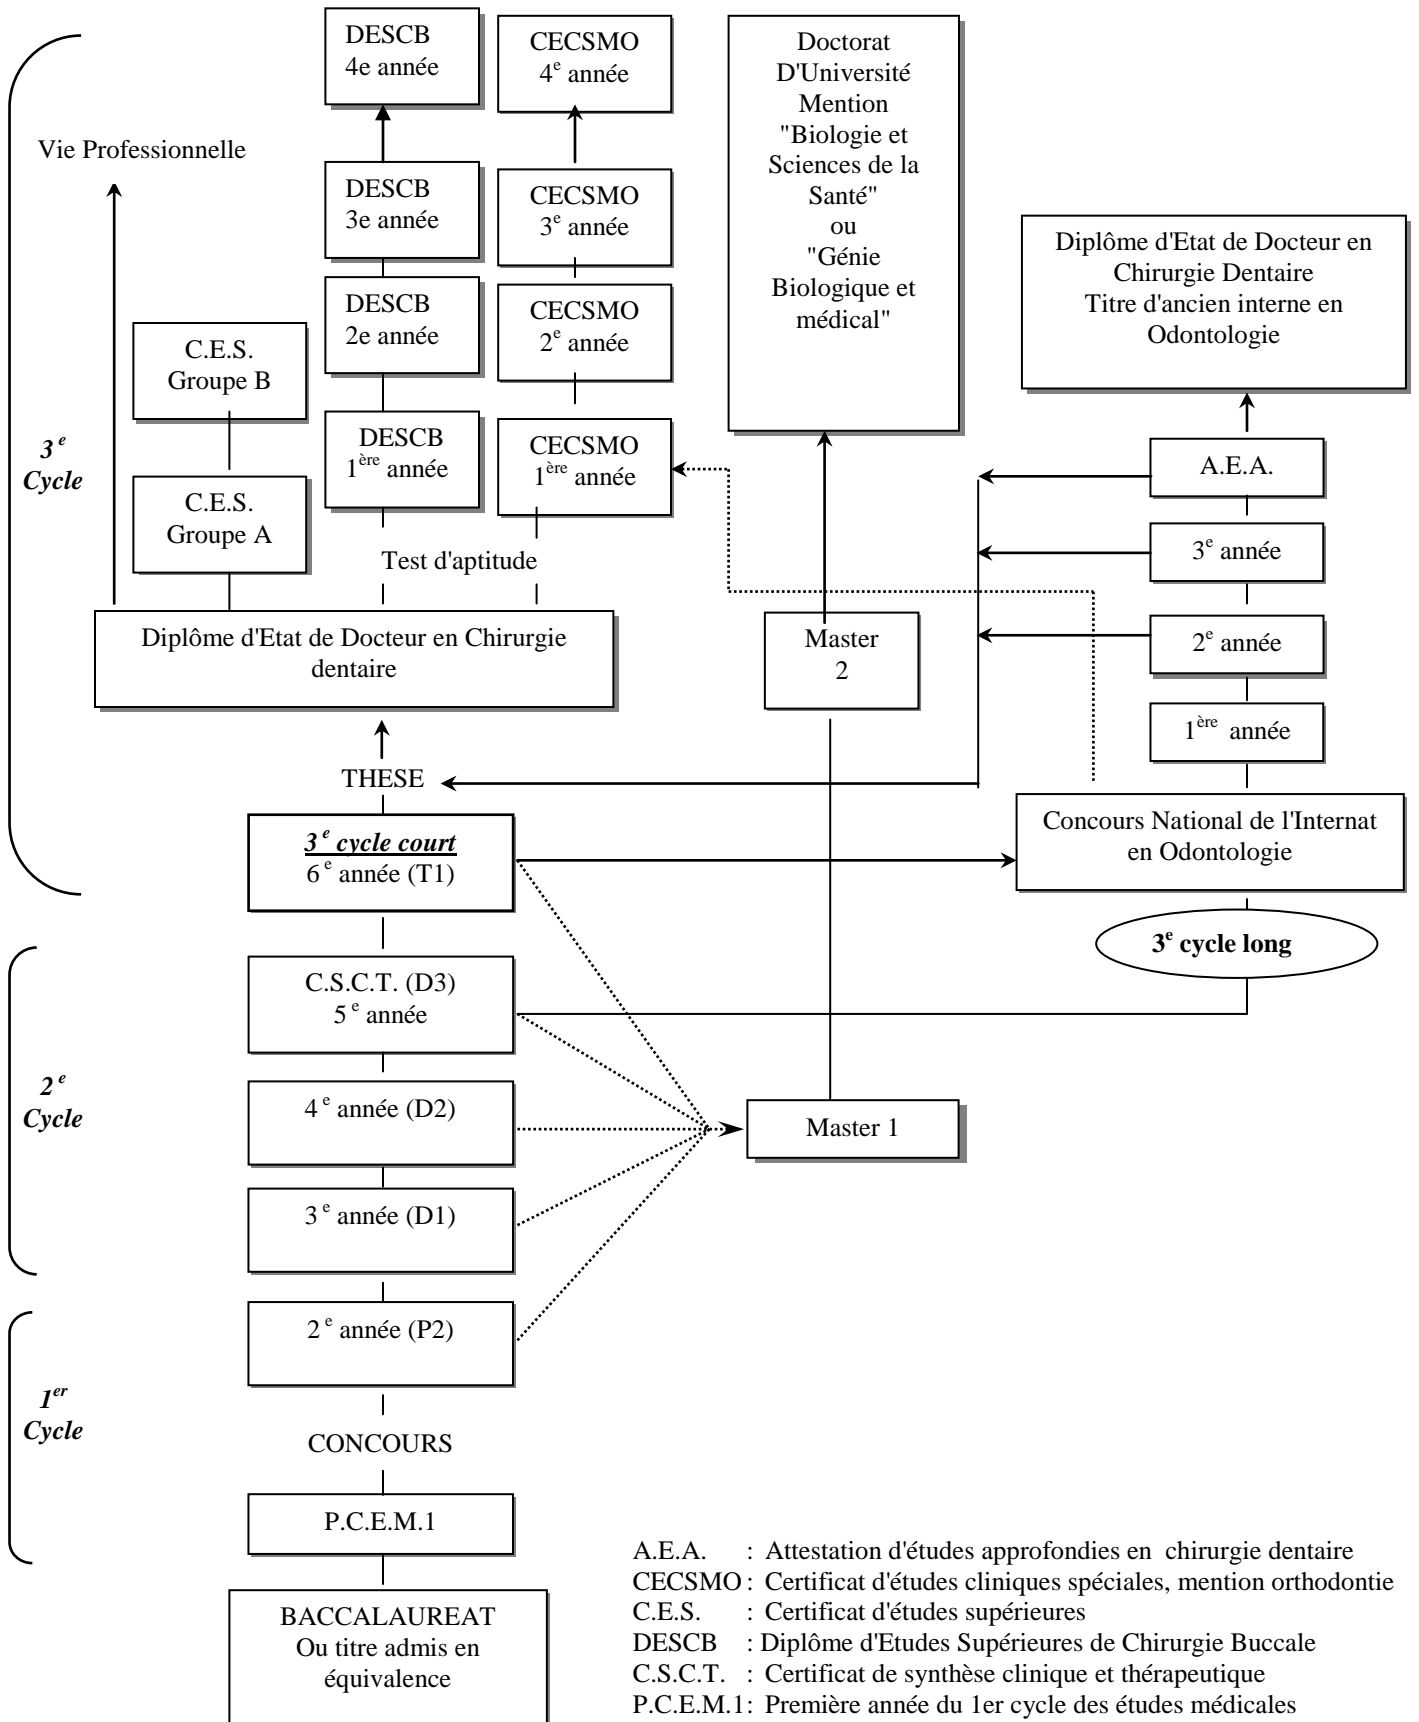 DESCB
4e année
CECSMO
4e année
Doctorat
D'Université
Mention
"Biologie et
Sciences de la
Santé"
ou
"Génie
Biologique et
médical"
Vie Professionnelle
DESCB
3e année
CECSMO
3e année
Diplôme d'Etat de Docteur en
Chirurgie Dentaire
Titre d'ancien interne en
Odontologie
DESCB
2e année
CECSMO
2e année
C.E.S.
Groupe B
3e
Cycle
DESCB
1ère année
CECSMO
1ère année
A.E.A.
C.E.S.
Groupe A
Test d'aptitude
3e année
Diplôme d'Etat de Docteur en Chirurgie
dentaire
Master
2
2e année
1ère année
THESE
3e cycle court
6e année (T1)
Concours National de l'Internat
en Odontologie
3e cycle long
C.S.C.T. (D3)
5e année
2e
Cycle
4e année (D2)
Master 1
3e année (D1)
2e année (P2)
1er
Cycle
CONCOURS
P.C.E.M.1
BACCALAUREAT
Ou titre admis en
équivalence
A.E.A. : Attestation d'études approfondies en chirurgie dentaire
CECSMO : Certificat d'études cliniques spéciales, mention orthodontie
C.E.S. : Certificat d'études supérieures
DESCB : Diplôme d'Etudes Supérieures de Chirurgie Buccale
C.S.C.T. : Certificat de synthèse clinique et thérapeutique
P.C.E.M.1: Première année du 1er cycle des études médicales